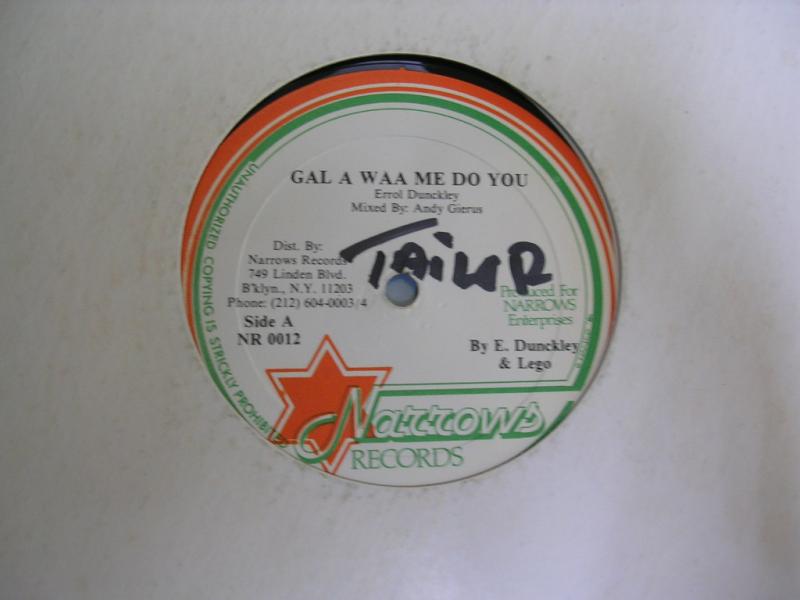 GAL A WAA ME DO YOU
Errol Dunckley
Mixed By: Andy Gierus
Dist. By:
Narrows Records
749 Linden Blvd.
B'klyn., N.Y. 11203
Phone: (212) 604-0003/4
Side A
NR 0012
Produced For
NARROWS
Enterprises
By E. Dunckley
& Lego
Narrows
RECORDS
UNAUTHORIZED COPYING IS STRICKLY PROHIBITED